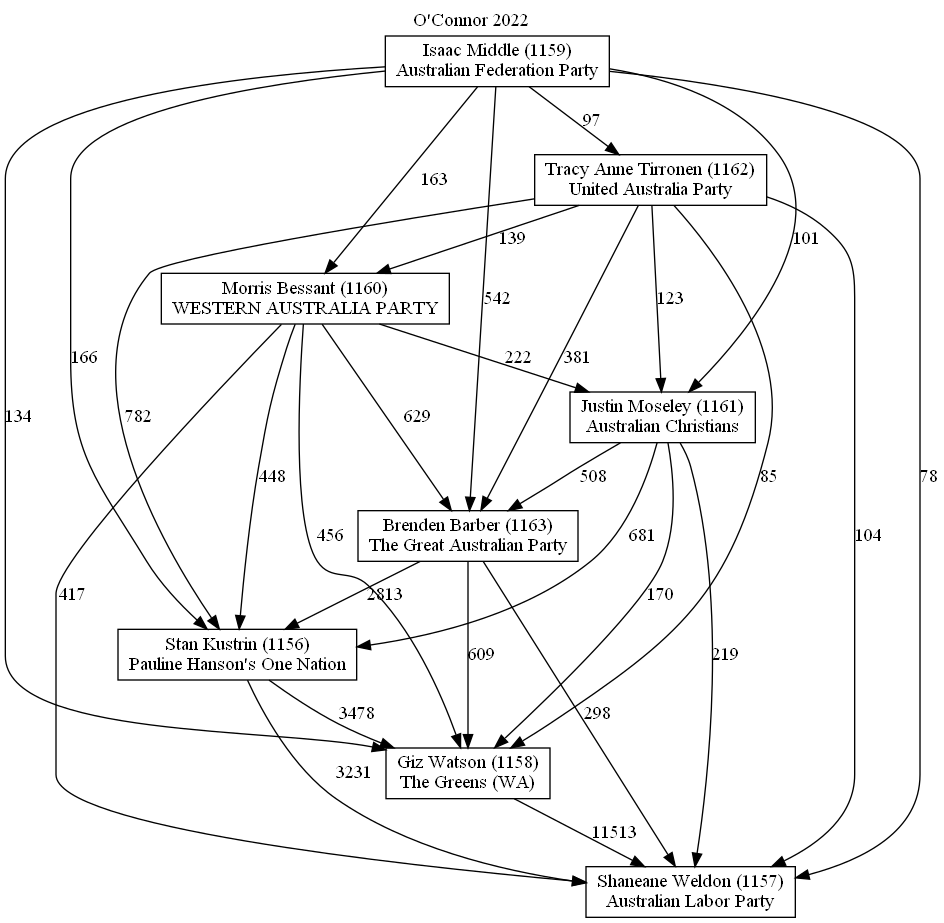 O'Connor 2022
Isaac Middle (1159)
Australian Federation Party
97
Tracy Anne Tirronen (1162)
United Australia Party
163
139
101
Morris Bessant (1160)
WESTERN AUSTRALIA PARTY
542
123
166
222
381
Justin Moseley (1161)
Australian Christians
134
782
629
448
508
85
78
Brenden Barber (1163)
The Great Australian Party
456
681
104
417
2813
170
Stan Kustrin (1156)
Pauline Hanson's One Nation
609
219
3478
298
Giz Watson (1158)
The Greens (WA)
3231
11513
Shaneane Weldon (1157)
Australian Labor Party